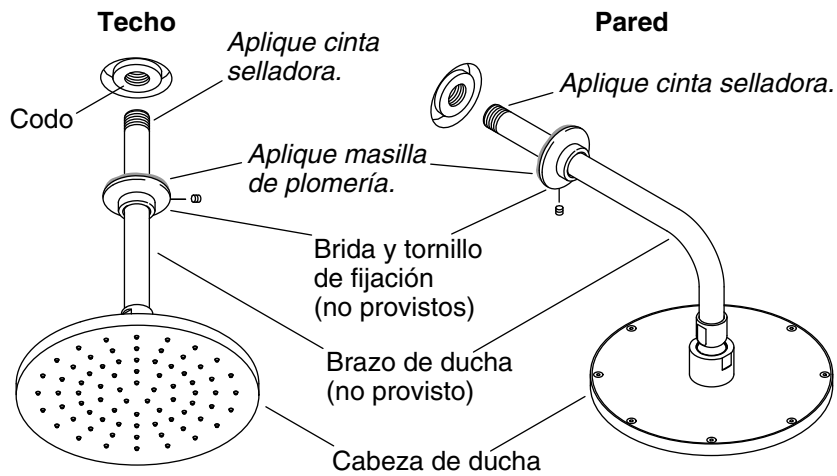 Techo
Pared
Aplique cinta
selladora.
Aplique cinta selladora.
Codo
Aplique masilla
de plomería.
Brida y tornillo
de fijación
(no provistos)
Brazo de ducha
(no provisto)
Cabeza de ducha